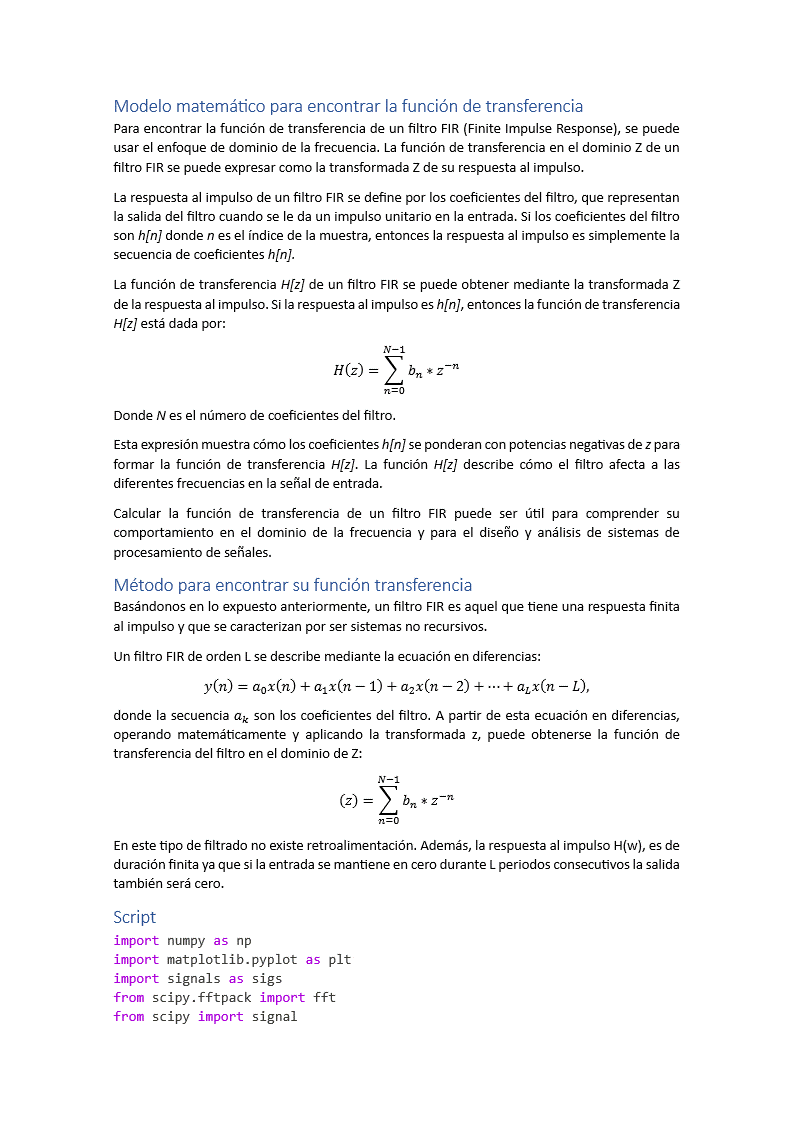 Modelo matemático para encontrar la función de transferencia
Para encontrar la función de transferencia de un filtro FIR (Finite Impulse Response), se puede
usar el enfoque de dominio de la frecuencia. La función de transferencia en el dominio Z de un
filtro FIR se puede expresar como la transformada Z de su respuesta al impulso.
La respuesta al impulso de un filtro FIR se define por los coeficientes del filtro, que representan
la salida del filtro cuando se le da un impulso unitario en la entrada. Si los coeficientes del filtro
son h[n] donde n es el índice de la muestra, entonces la respuesta al impulso es simplemente la
secuencia de coeficientes h[n].
La función de transferencia H[z] de un filtro FIR se puede obtener mediante la transformada Z
de la respuesta al impulso. Si la respuesta al impulso es h[n], entonces la función de transferencia
H[z] está dada por:
H(z) = ∑_{n=0}^{N−1} b_n ∗ z^{−n}
Donde N es el número de coeficientes del filtro.
Esta expresión muestra cómo los coeficientes h[n] se ponderan con potencias negativas de z para
formar la función de transferencia H[z]. La función H[z] describe cómo el filtro afecta a las
diferentes frecuencias en la señal de entrada.
Calcular la función de transferencia de un filtro FIR puede ser útil para comprender su
comportamiento en el dominio de la frecuencia y para el diseño y análisis de sistemas de
procesamiento de señales.
Método para encontrar su función transferencia
Basándonos en lo expuesto anteriormente, un filtro FIR es aquel que tiene una respuesta finita
al impulso y que se caracterizan por ser sistemas no recursivos.
Un filtro FIR de orden L se describe mediante la ecuación en diferencias:
y(n) = a_0x(n) + a_1x(n − 1) + a_2x(n − 2) + ⋯ + a_Lx(n − L),
donde la secuencia a_k son los coeficientes del filtro. A partir de esta ecuación en diferencias,
operando matemáticamente y aplicando la transformada z, puede obtenerse la función de
transferencia del filtro en el dominio de Z:
(z) = ∑_{n=0}^{N−1} b_n ∗ z^{−n}
En este tipo de filtrado no existe retroalimentación. Además, la respuesta al impulso H(w), es de
duración finita ya que si la entrada se mantiene en cero durante L periodos consecutivos la salida
también será cero.
Script
import numpy as np
import matplotlib.pyplot as plt
import signals as sigs
from scipy.fftpack import fft
from scipy import signal